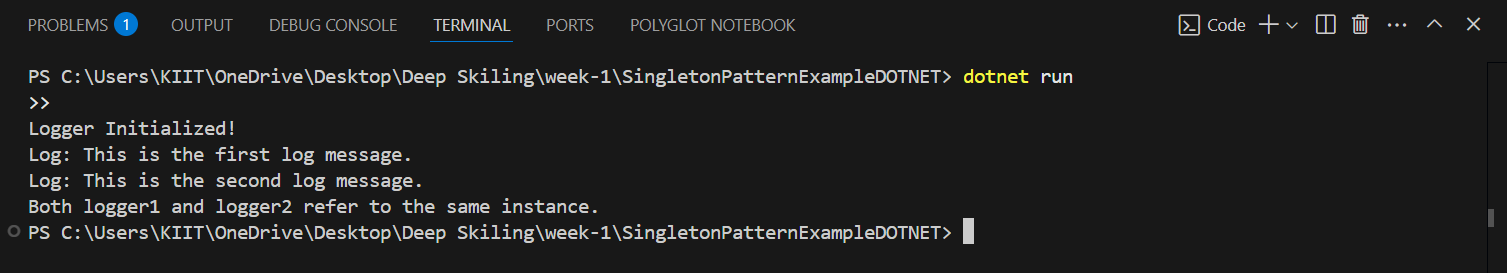 PROBLEMS 1 OUTPUT DEBUG CONSOLE TERMINAL PORTS POLYGLOT NOTEBOOK Code
PS C:\Users\KIIT\OneDrive\Desktop\Deep Skiling\week-1\SingletonPatternExampleDOTNET> dotnet run
>>
Logger Initialized!
Log: This is the first log message.
Log: This is the second log message.
Both logger1 and logger2 refer to the same instance.
PS C:\Users\KIIT\OneDrive\Desktop\Deep Skiling\week-1\SingletonPatternExampleDOTNET>